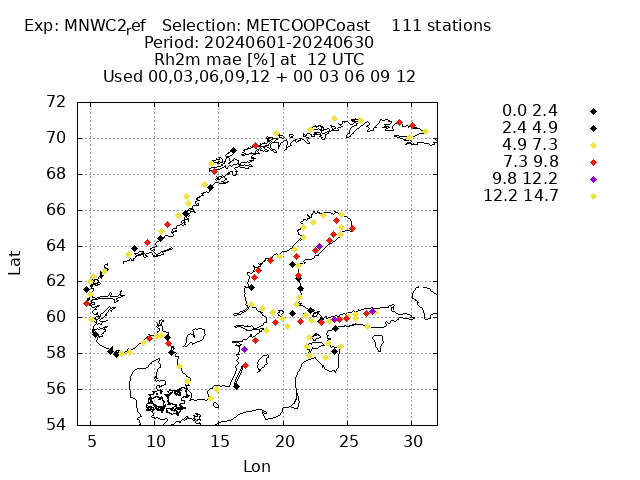 Exp: MNWC2ref Selection: METCOOPCoast 111 stations
Period: 20240601-20240630
Rh2m mae [%] at 12 UTC
Used 00,03,06,09,12 + 00 03 06 09 12
72
70
68
66
64
62
60
58
56
54
5 10 15 20 25 30
Lat
Lon
0.0 2.4
2.4 4.9
4.9 7.3
7.3 9.8
9.8 12.2
12.2 14.7